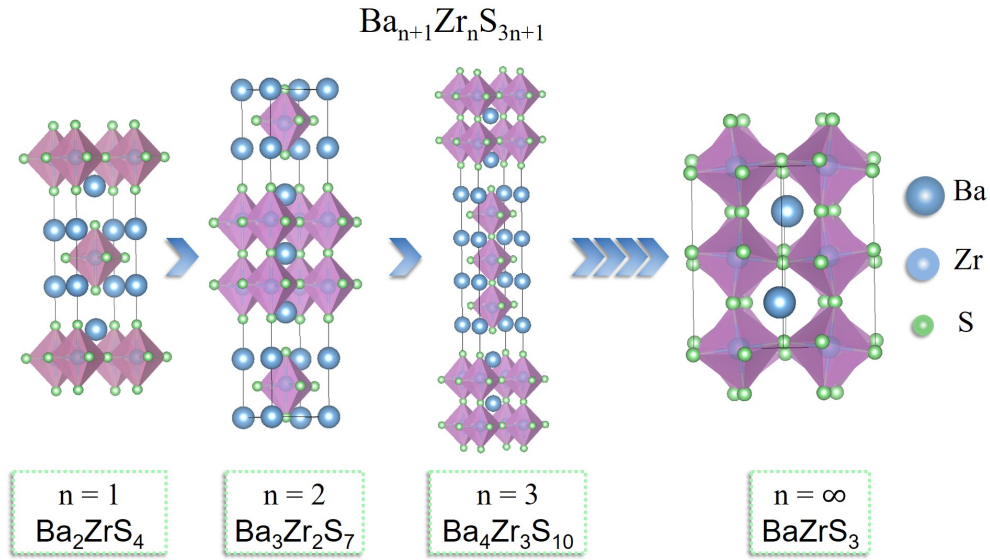 Baₙ₊₁ZrₙS₃ₙ₊₁
Ba
Zr
S
n = 1
Ba₂ZrS₄
n = 2
Ba₃Zr₂S₇
n = 3
Ba₄Zr₃S₁₀
n = ∞
BaZrS₃